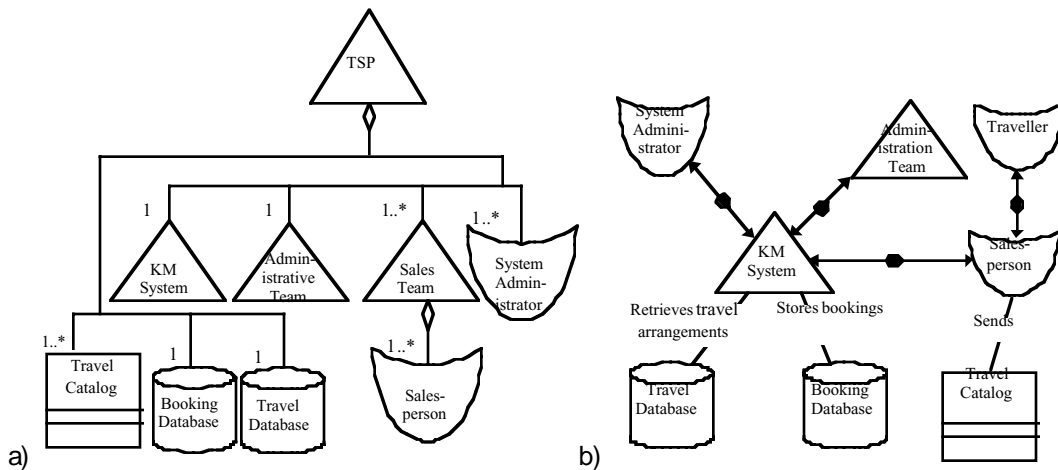 TSP
1
1
1..*
1..*
KM
System
Admin-
istrative
Team
Sales
Team
System
Admin-
istrator
1..*
1
1
1..*
Travel
Catalog
Booking
Database
Travel
Database
Sales-
person
a)
System
Admini-
strator
Admin-
istration
Team
Traveller
KM
System
Sales-
person
Retrieves travel
arrangements
Stores bookings
Sends
Travel
Database
Booking
Database
Travel
Catalog
b)